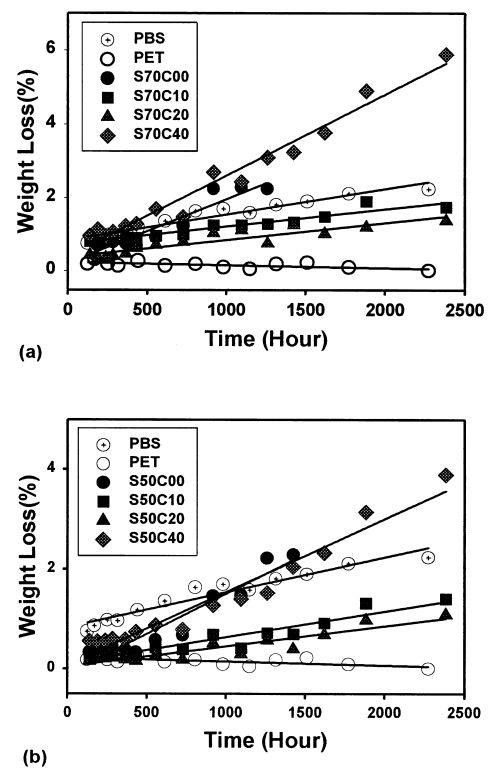 6
4
2
0
Weight Loss(%)
PBS
PET
S70C00
S70C10
S70C20
S70C40
0 500 1000 1500 2000 2500
Time (Hour)
(a)
4
2
0
Weight Loss(%)
PBS
PET
S50C00
S50C10
S50C20
S50C40
0 500 1000 1500 2000 2500
Time (Hour)
(b)